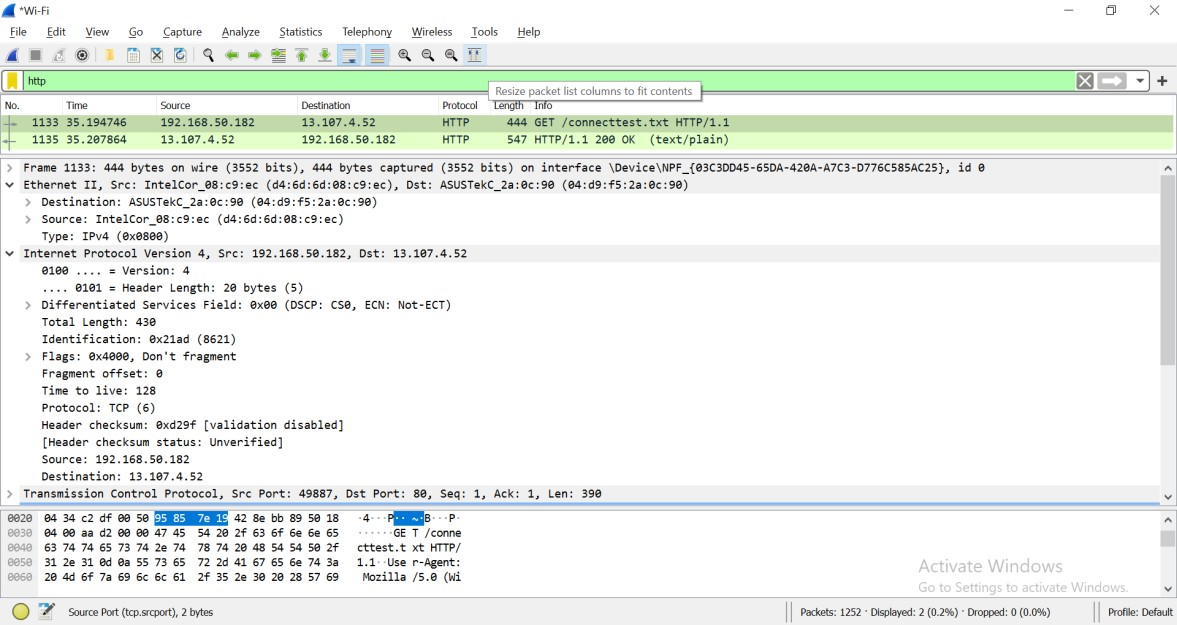 *Wi-Fi
File Edit View Go Capture Analyze Statistics Telephony Wireless Tools Help
http
Resize packet list columns to fit contents
No. Time Source Destination Protocol Length Info
1133 35.194746 192.168.50.182 13.107.4.52 HTTP 444 GET /connecttest.txt HTTP/1.1
1135 35.207864 13.107.4.52 192.168.50.182 HTTP 547 HTTP/1.1 200 OK (text/plain)
Frame 1133: 444 bytes on wire (3552 bits), 444 bytes captured (3552 bits) on interface \Device\NPF_{03C3DD45-65DA-420A-A7C3-D776C585AC25}, id 0
Ethernet II, Src: IntelCor_08:c9:ec (d4:6d:6d:08:c9:ec), Dst: ASUSTekC_2a:0c:90 (04:d9:f5:2a:0c:90)
Destination: ASUSTekC_2a:0c:90 (04:d9:f5:2a:0c:90)
Source: IntelCor_08:c9:ec (d4:6d:6d:08:c9:ec)
Type: IPv4 (0x0800)
Internet Protocol Version 4, Src: 192.168.50.182, Dst: 13.107.4.52
0100 .... = Version: 4
.... 0101 = Header Length: 20 bytes (5)
Differentiated Services Field: 0x00 (DSCP: CS0, ECN: Not-ECT)
Total Length: 430
Identification: 0x21ad (8621)
Flags: 0x4000, Don't fragment
Fragment offset: 0
Time to live: 128
Protocol: TCP (6)
Header checksum: 0xd29f [validation disabled]
[Header checksum status: Unverified]
Source: 192.168.50.182
Destination: 13.107.4.52
Transmission Control Protocol, Src Port: 49887, Dst Port: 80, Seq: 1, Ack: 1, Len: 390
0020 04 34 c2 df 00 50 95 85 7e 19 42 8e bb 89 50 18 ·4···P·· ~·B···P·
0030 04 00 aa d2 00 00 47 45 54 20 2f 63 6f 6e 6e 65 ······GE T /conne
0040 63 74 74 65 73 74 2e 74 78 74 20 48 54 54 50 2f cttest.t xt HTTP/
0050 31 2e 31 0d 0a 55 73 65 72 2d 41 67 65 6e 74 3a 1.1··Use r-Agent:
0060 20 4d 6f 7a 69 6c 6c 61 2f 35 2e 30 20 28 57 69 Mozilla /5.0 (Wi
Activate Windows
Go to Settings to activate Windows.
Source Port (tcp.srcport), 2 bytes
Packets: 1252 · Displayed: 2 (0.2%) · Dropped: 0 (0.0%)
Profile: Default